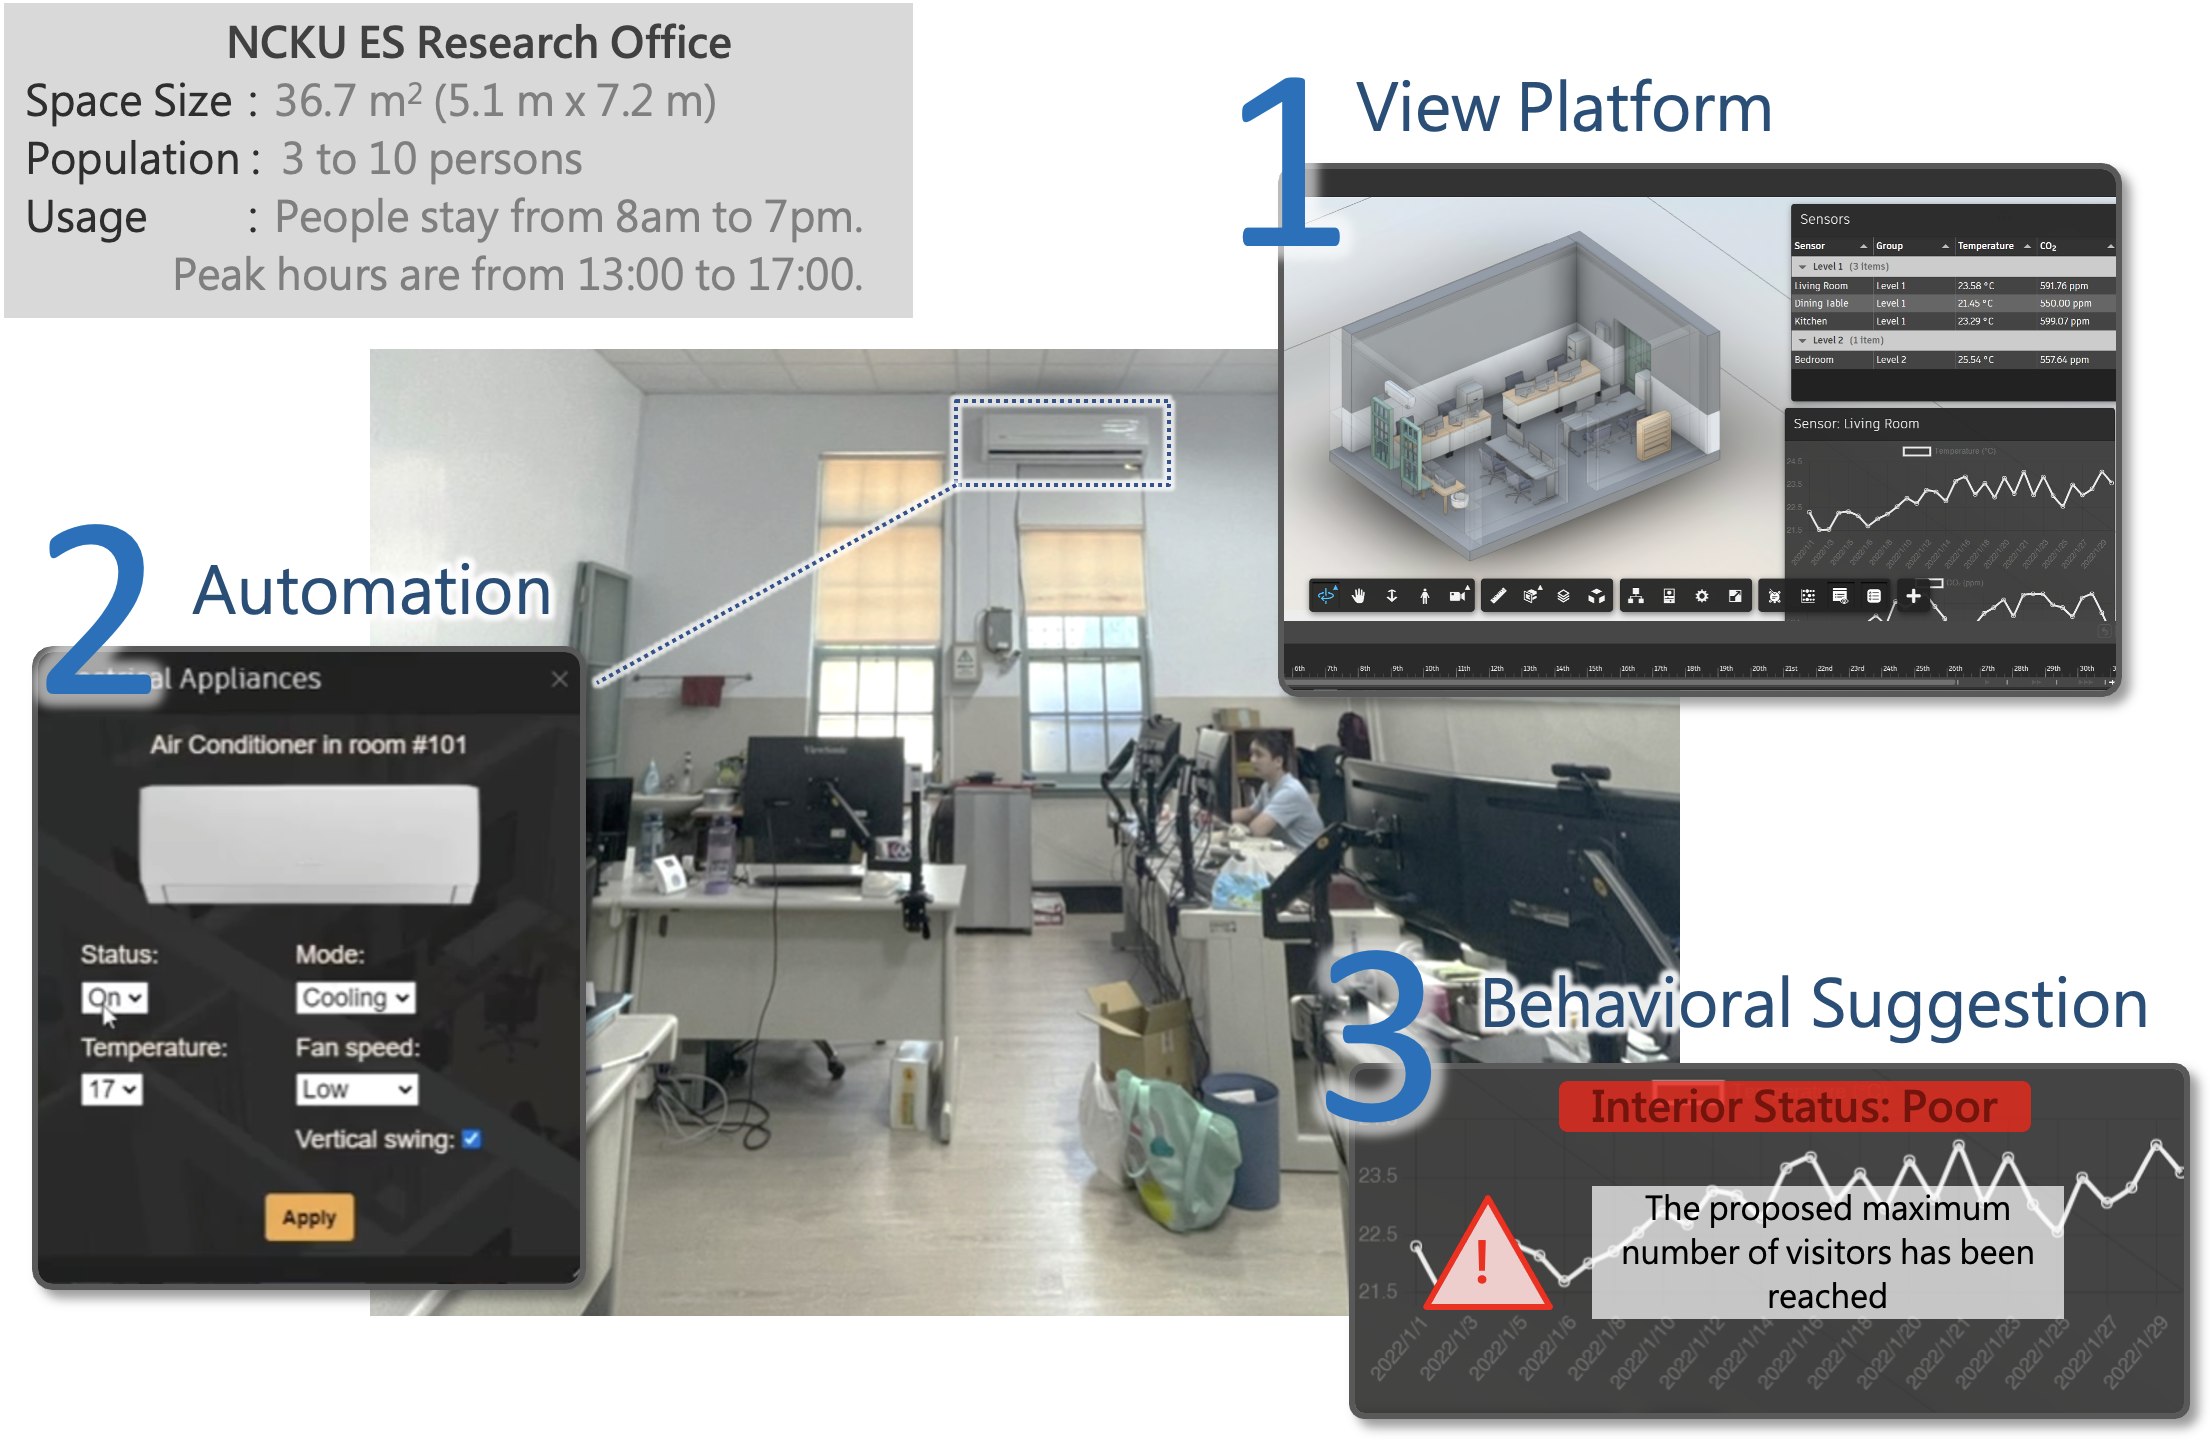 NCKU ES Research Office
Space Size : 36.7 m² (5.1 m x 7.2 m)
Population : 3 to 10 persons
Usage : People stay from 8am to 7pm.
Peak hours are from 13:00 to 17:00.
1 View Platform
Sensors
Sensor Group Temperature CO₂
Level 1 (3 items)
Living Room Level 1 23.58 °C 591.76 ppm
Dining Table Level 1 21.45 °C 550.00 ppm
Kitchen Level 1 23.29 °C 599.07 ppm
Level 2 (1 item)
Bedroom Level 2 25.54 °C 557.64 ppm
Sensor: Living Room
Temperature (°C)
24.5
23.5
22.5
21.5
CO₂ (ppm)
6th 7th 8th 9th 10th 11th 12th 13th 14th 15th 16th 17th 18th 19th 20th 21st 22nd 23rd 24th 25th 26th 27th 28th 29th 30th
2 Automation
Appliances
Air Conditioner in room #101
Status: Mode:
On Cooling
Temperature: Fan speed:
17 Low
Vertical swing:
Apply
ViewSonic
3 Behavioral Suggestion
Interior Status: Poor
23.5
22.5
21.5
The proposed maximum
number of visitors has been
reached
!
2022/1/1 2022/1/3 2022/1/5 2022/1/6 2022/1/8 2022/1/10 2022/1/12 2022/1/14 2022/1/16 2022/1/18 2022/1/20 2022/1/21 2022/1/23 2022/1/25 2022/1/27 2022/1/29